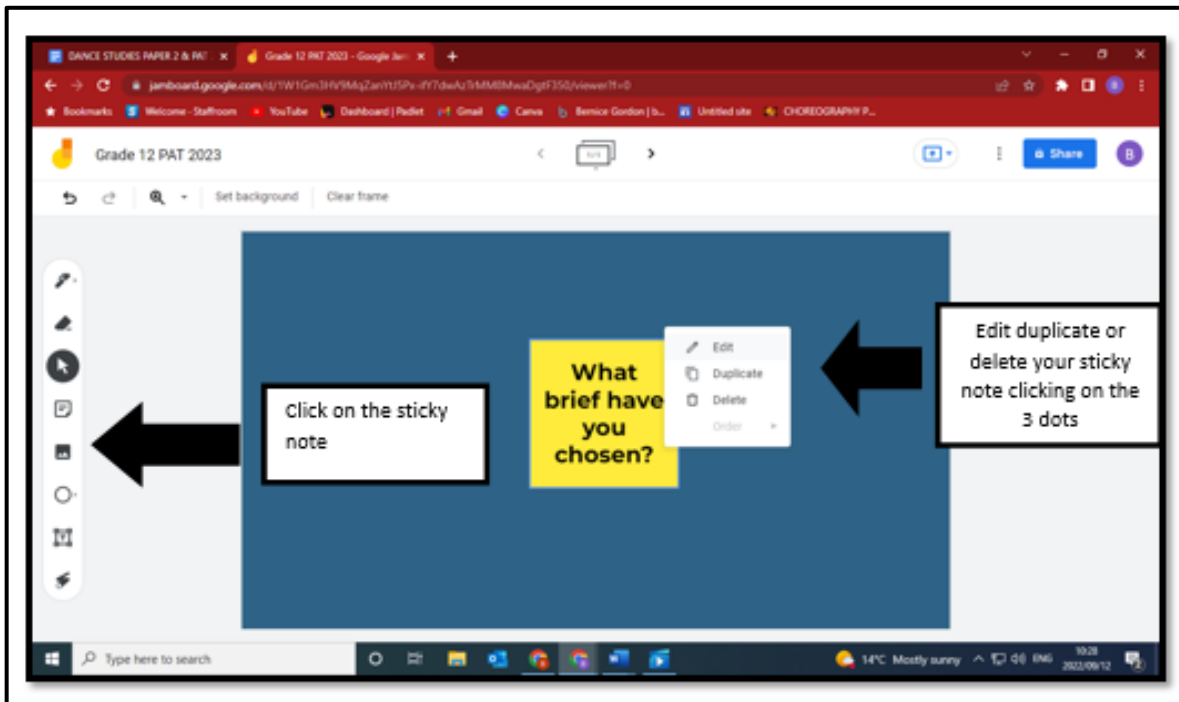 DANCE STUDIES PAPER 2 & PAT
Grade 12 PAT 2023 - Google Jam
Bookmarks Welcome - Staffroom YouTube Dashboard | Padlet Gmail Canva Bernice Gordon | b... Untitled site CHOREOGRAPHY P...
Grade 12 PAT 2023
Share
B
Set background Clear frame
Edit
Duplicate
Delete
Order
What
brief have
you
chosen?
Click on the sticky
note
Edit duplicate or
delete your sticky
note clicking on the
3 dots
Type here to search
14°C Mostly sunny
ENG
10:28
2022/09/12